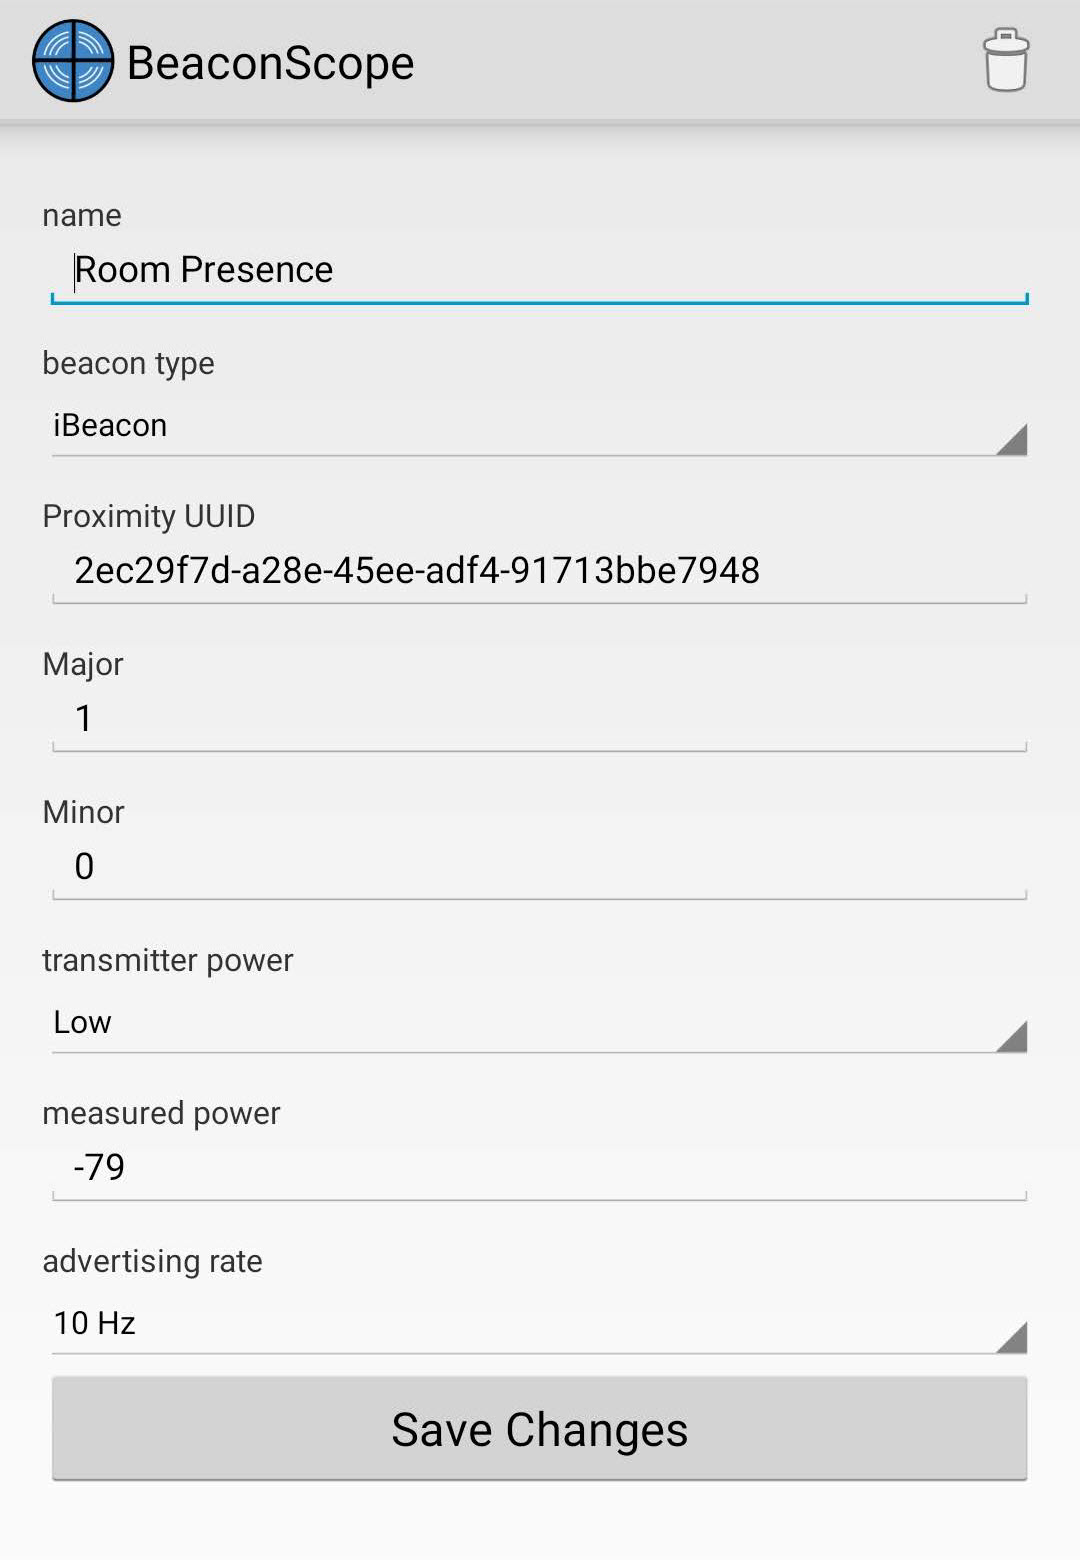 BeaconScope
name
Room Presence
beacon type
iBeacon
Proximity UUID
2ec29f7d-a28e-45ee-adf4-91713bbe7948
Major
1
Minor
0
transmitter power
Low
measured power
-79
advertising rate
10 Hz
Save Changes